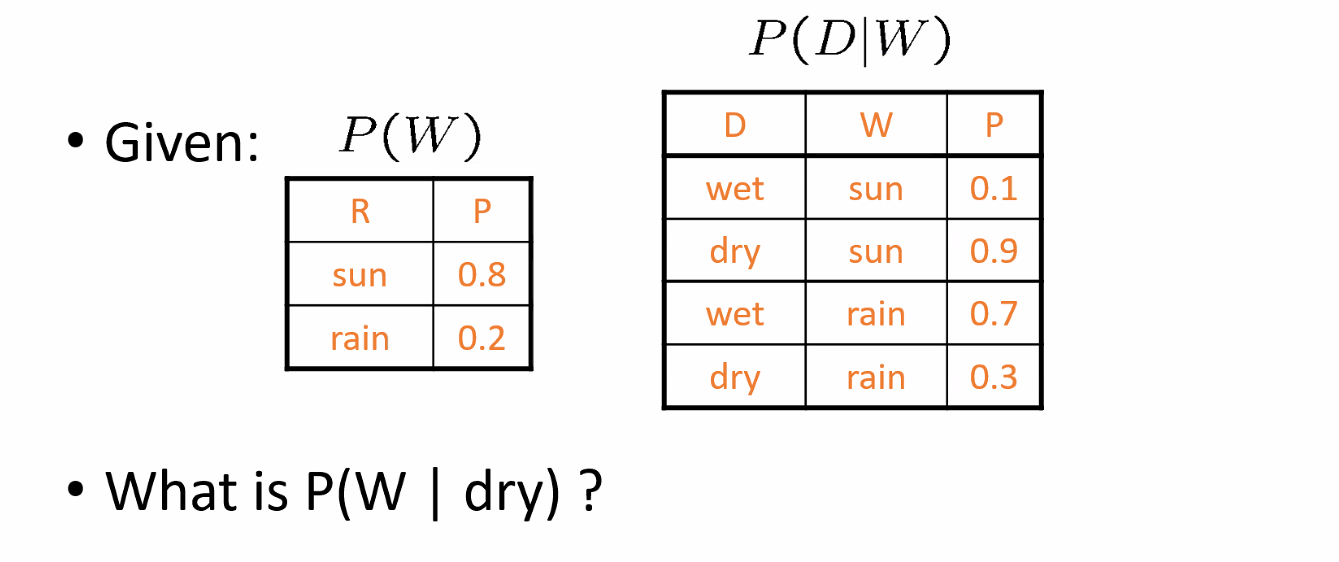 • Given:
P(W)
R P
sun 0.8
rain 0.2
P(D|W)
D W P
wet sun 0.1
dry sun 0.9
wet rain 0.7
dry rain 0.3
• What is P(W | dry) ?